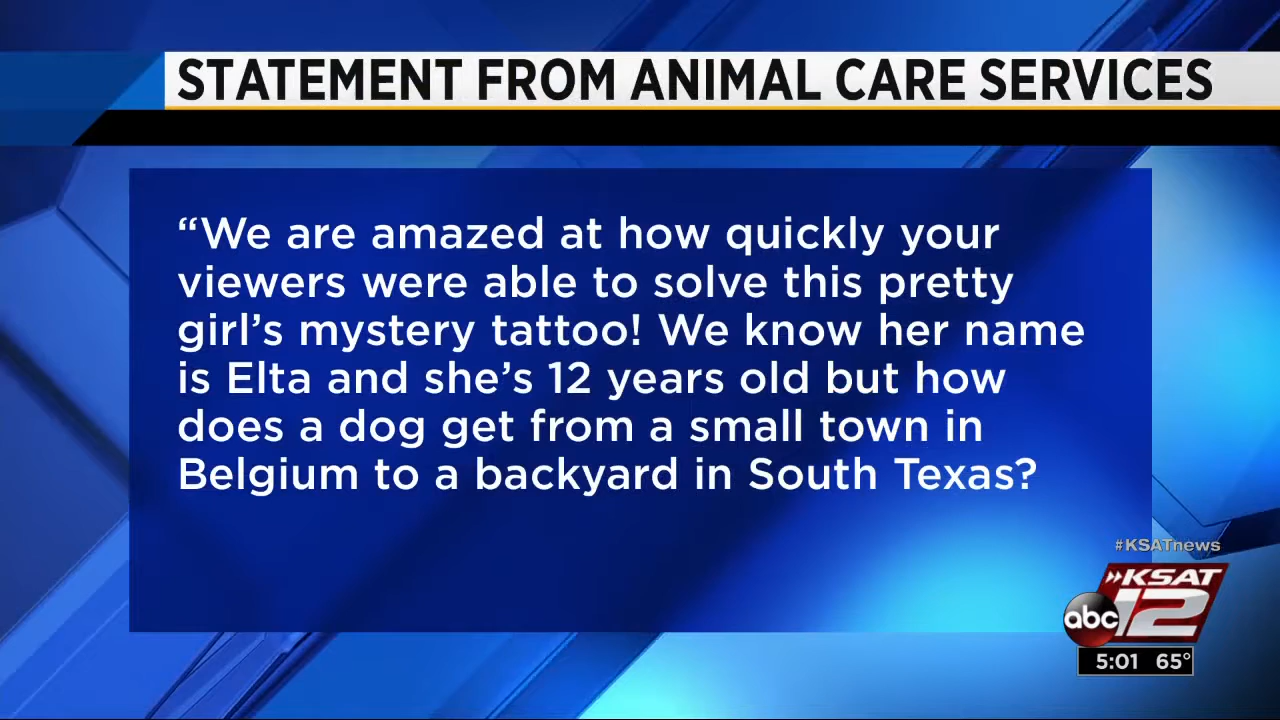 STATEMENT FROM ANIMAL CARE SERVICES
“We are amazed at how quickly your
viewers were able to solve this pretty
girl’s mystery tattoo! We know her name
is Elta and she’s 12 years old but how
does a dog get from a small town in
Belgium to a backyard in South Texas?
#KSATnews
KSAT
abc 12
5:01 65°